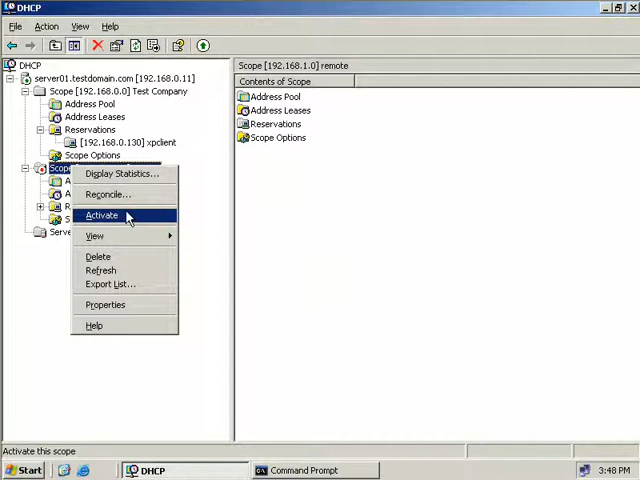 DHCP
File Action View Help
DHCP
server01.testdomain.com [192.168.0.11]
Scope [192.168.0.0] Test Company
Address Pool
Address Leases
Reservations
[192.168.0.130] xpclient
Scope Options
Scope
A
A
R
S
Serve
Display Statistics...
Reconcile...
Activate
View
Delete
Refresh
Export List...
Properties
Help
Scope [192.168.1.0] remote
Contents of Scope
Address Pool
Address Leases
Reservations
Scope Options
Activate this scope
Start DHCP Command Prompt 3:48 PM